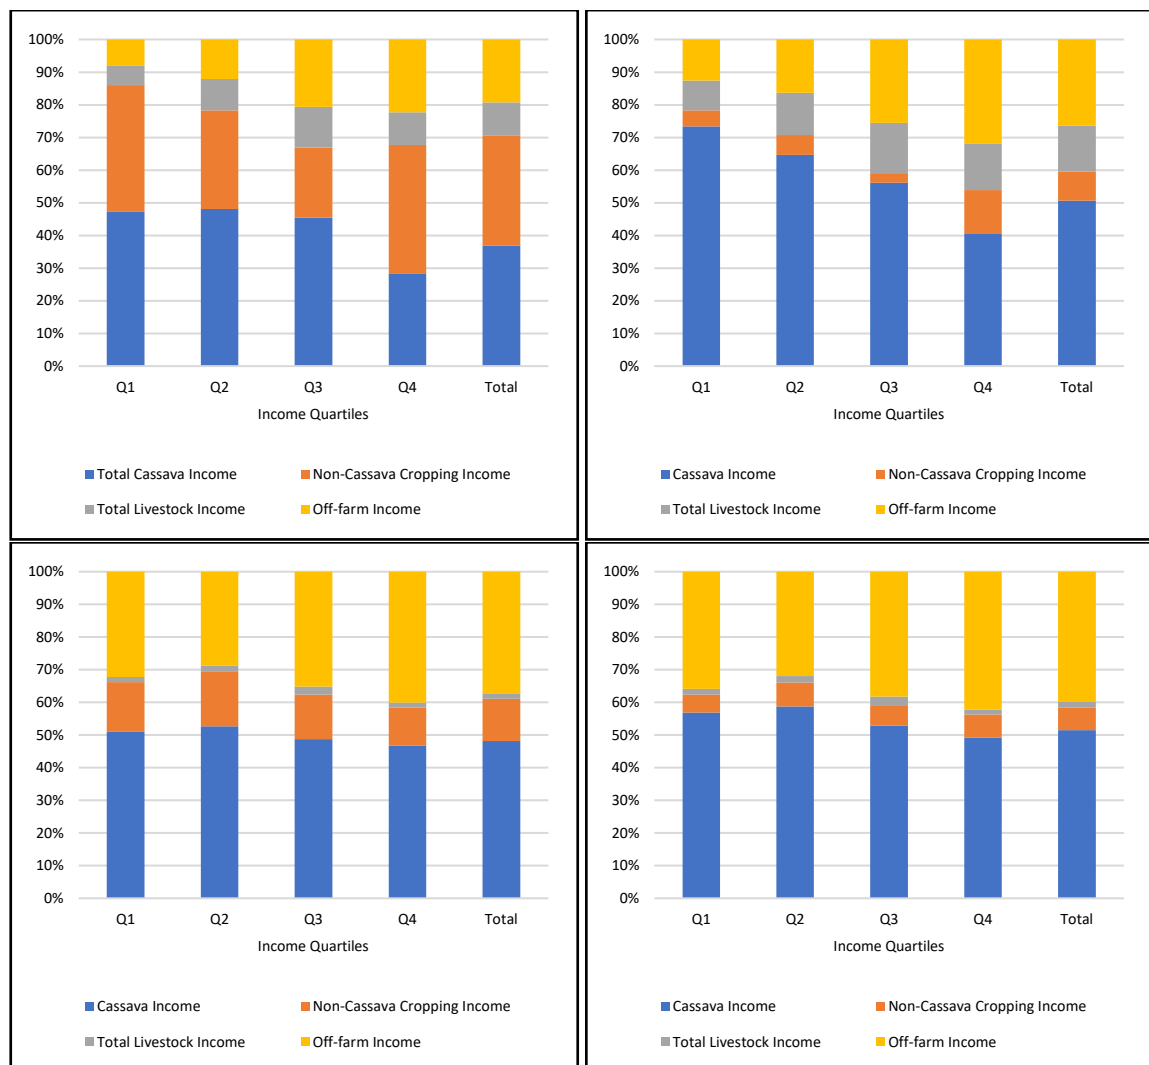 100%
90%
80%
70%
60%
50%
40%
30%
20%
10%
0%
Q1 Q2 Q3 Q4 Total
Income Quartiles
Total Cassava Income Non-Cassava Cropping Income
Total Livestock Income Off-farm Income
100%
90%
80%
70%
60%
50%
40%
30%
20%
10%
0%
Q1 Q2 Q3 Q4 Total
Income Quartiles
Cassava Income Non-Cassava Cropping Income
Total Livestock Income Off-farm Income
100%
90%
80%
70%
60%
50%
40%
30%
20%
10%
0%
Q1 Q2 Q3 Q4 Total
Income Quartiles
Cassava Income Non-Cassava Cropping Income
Total Livestock Income Off-farm Income
100%
90%
80%
70%
60%
50%
40%
30%
20%
10%
0%
Q1 Q2 Q3 Q4 Total
Income Quartiles
Cassava Income Non-Cassava Cropping Income
Total Livestock Income Off-farm Income